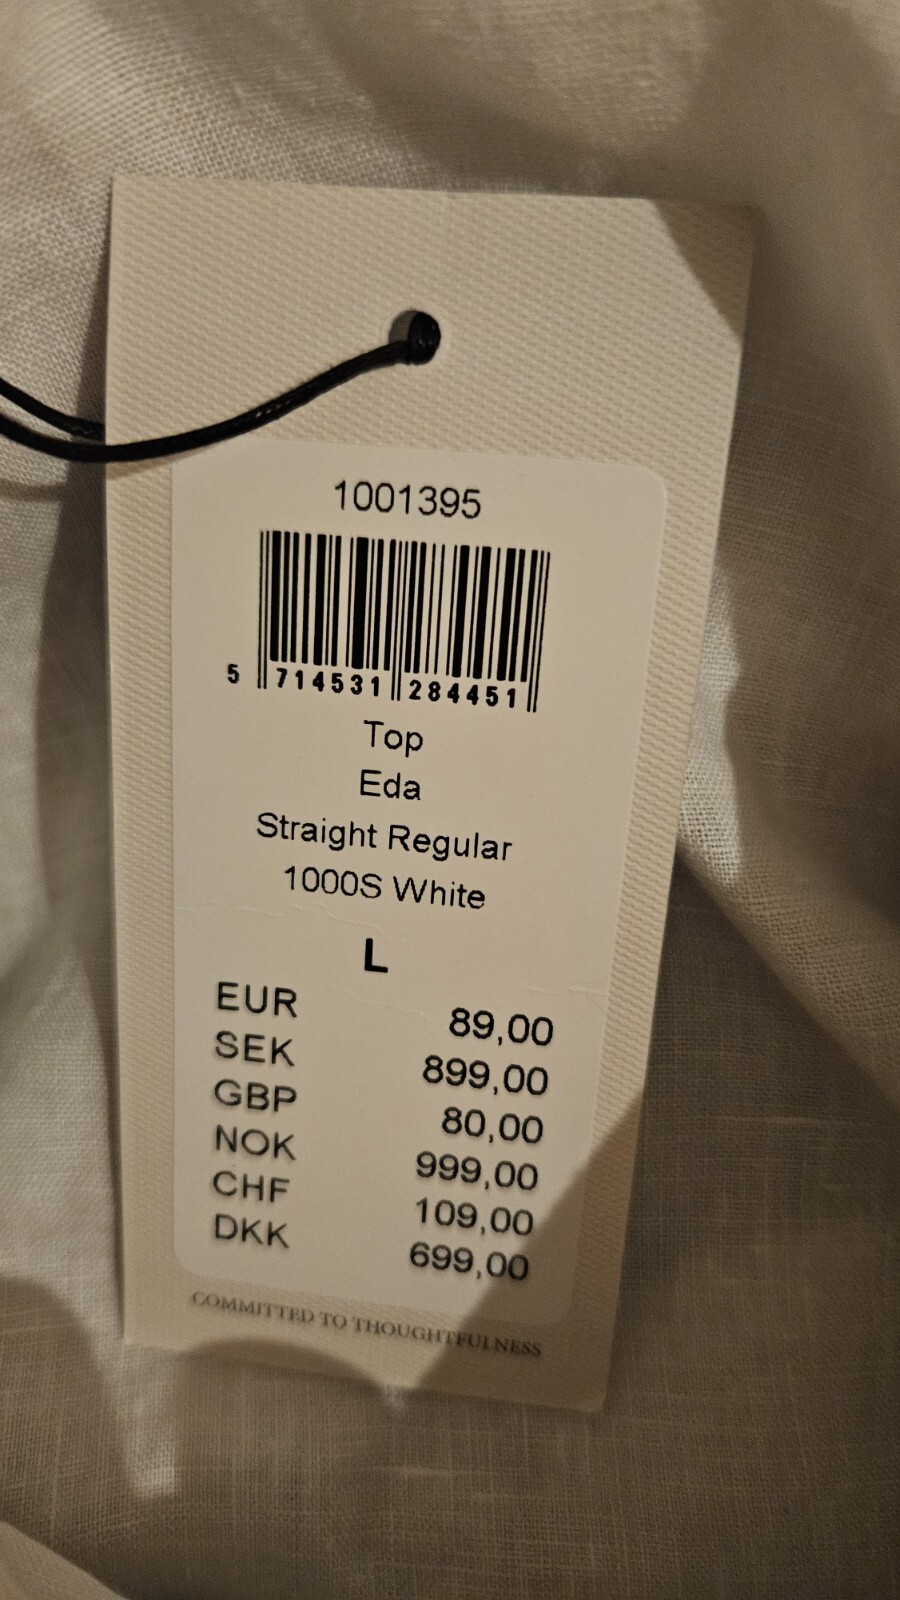 1001395
5 714531 284451
Top
Eda
Straight Regular
1000S White
L
EUR 89,00
SEK 899,00
GBP 80,00
NOK 999,00
CHF 109,00
DKK 699,00
COMMITTED TO THOUGHTFULNESS